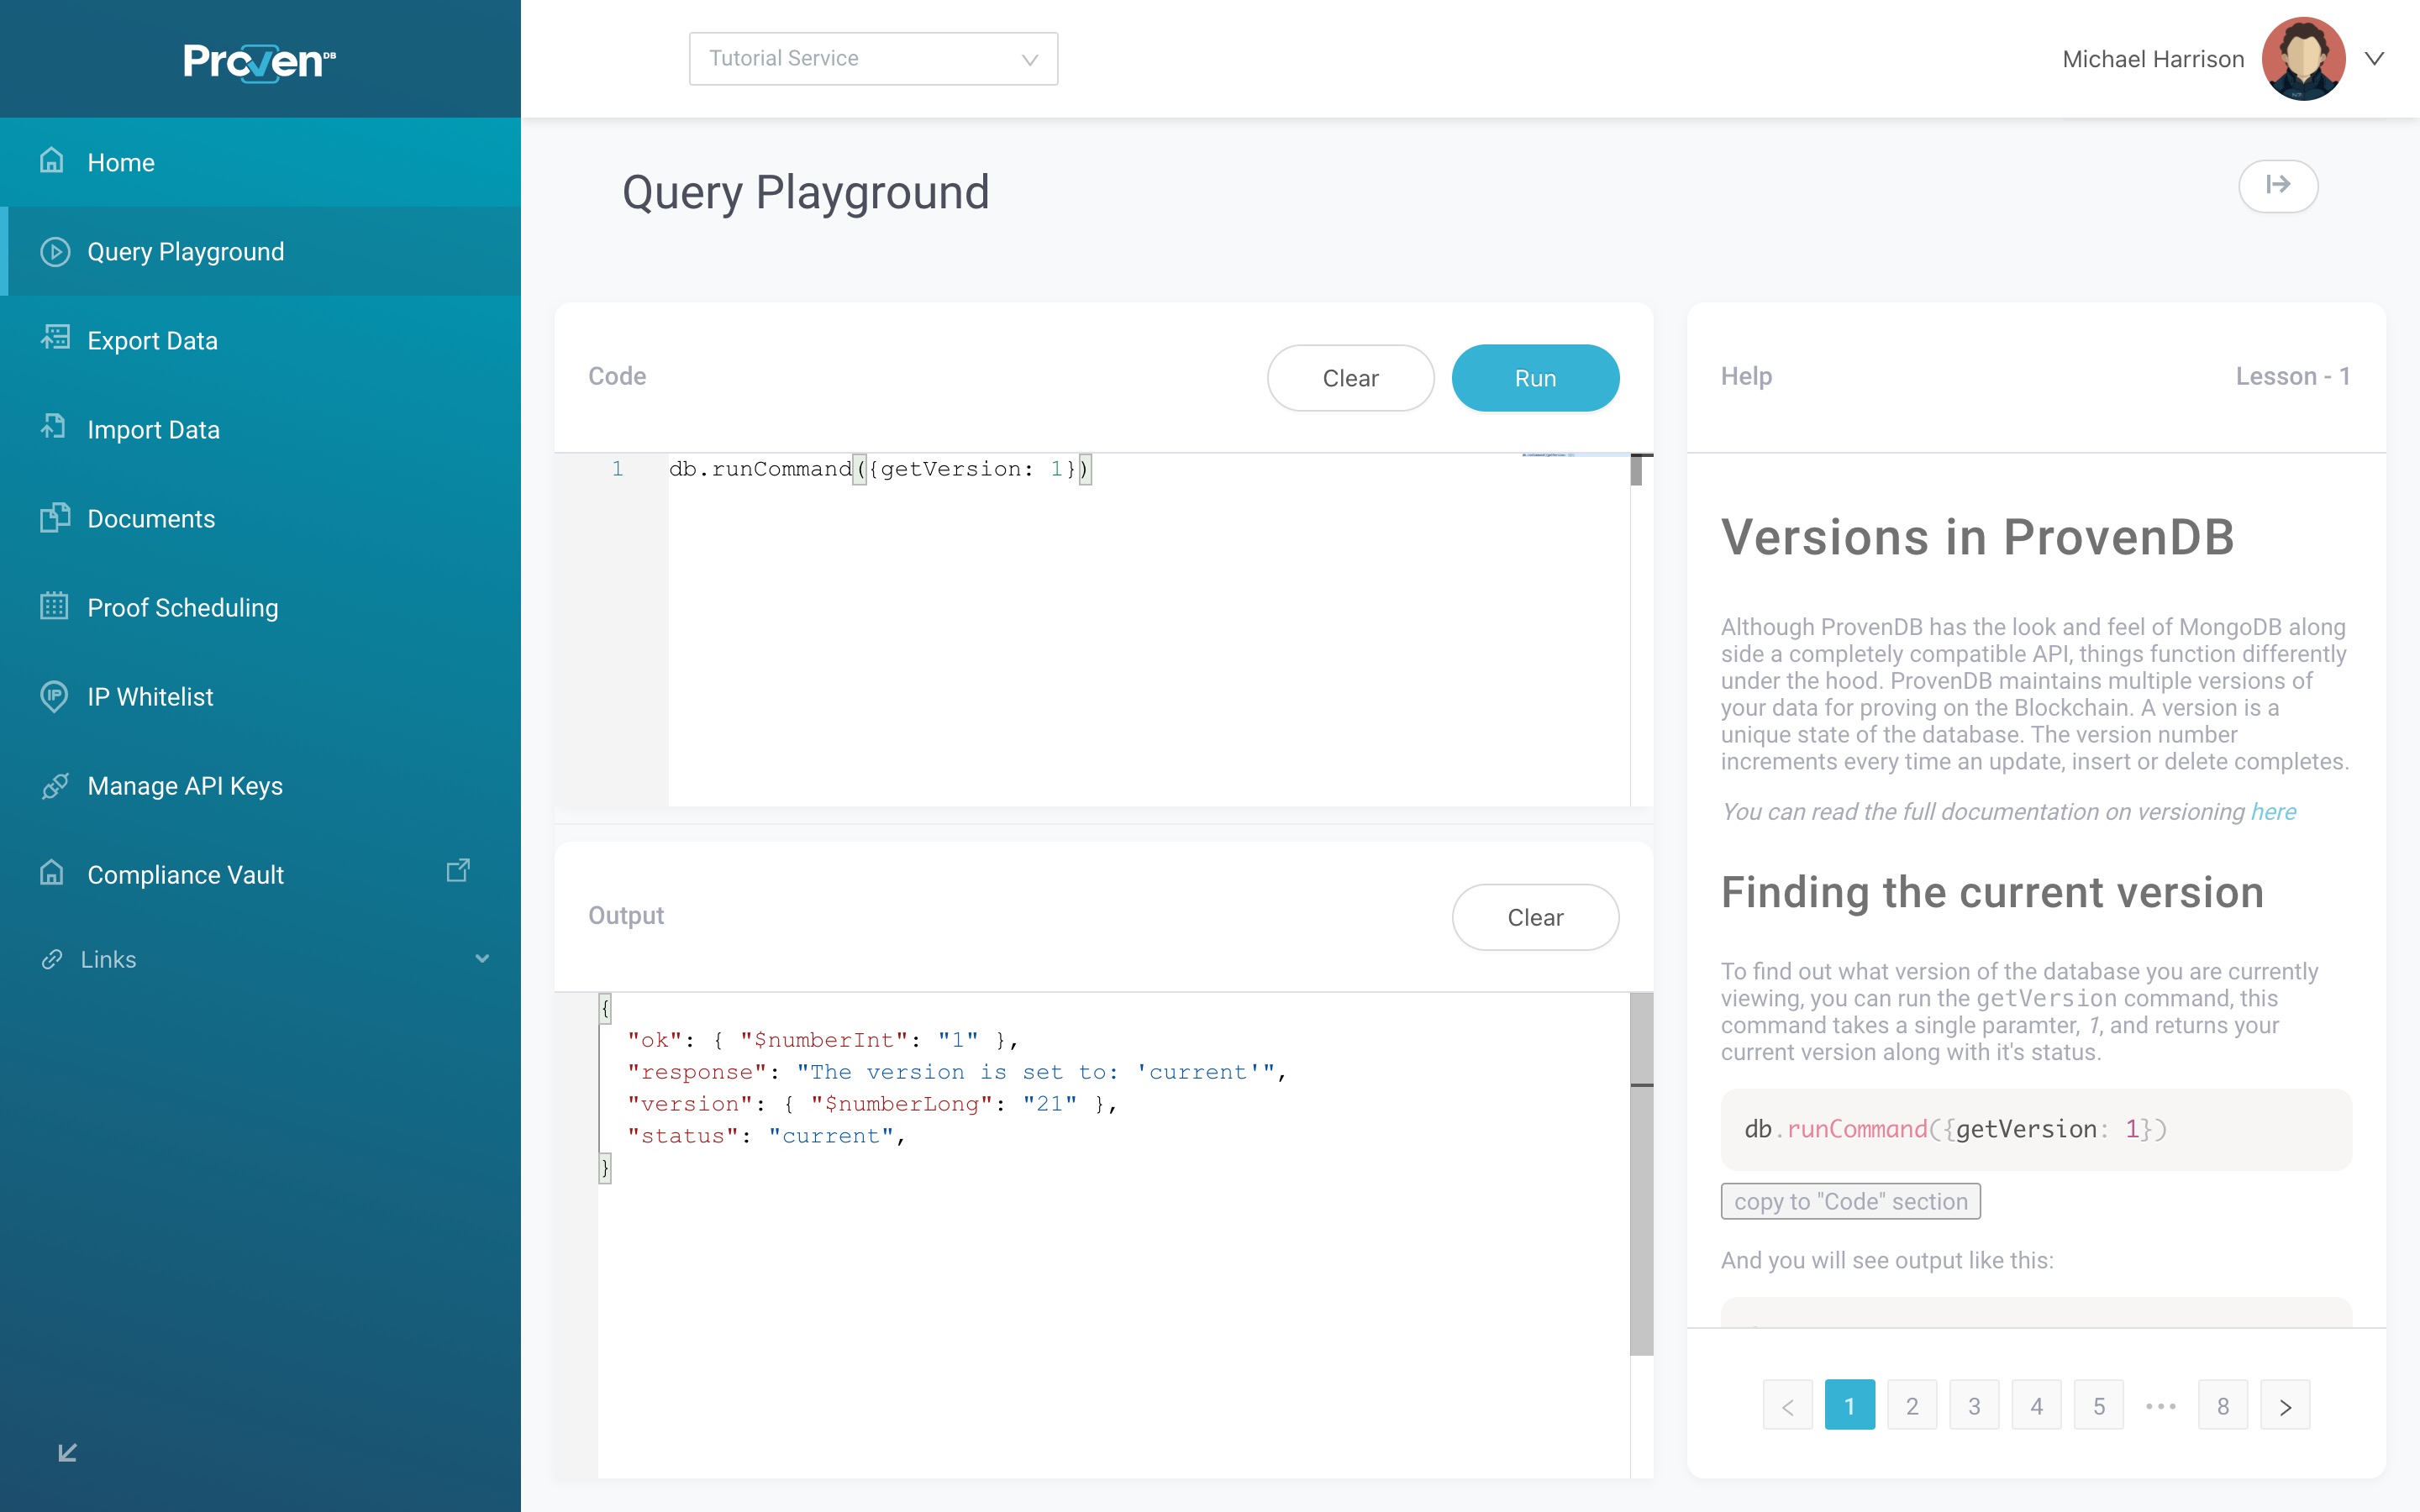 ProvenDB
Tutorial Service
Michael Harrison
Home
Query Playground
Export Data
Import Data
Documents
Proof Scheduling
IP Whitelist
Manage API Keys
Compliance Vault
Links
Query Playground
Code
Clear
Run
1
db.runCommand({getVersion: 1})
Output
Clear
{
"ok": { "$numberInt": "1" },
"response": "The version is set to: 'current'",
"version": { "$numberLong": "21" },
"status": "current",
}
Help
Lesson - 1
Versions in ProvenDB
Although ProvenDB has the look and feel of MongoDB along
side a completely compatible API, things function differently
under the hood. ProvenDB maintains multiple versions of
your data for proving on the Blockchain. A version is a
unique state of the database. The version number
increments every time an update, insert or delete completes.
You can read the full documentation on versioning here
Finding the current version
To find out what version of the database you are currently
viewing, you can run the getVersion command, this
command takes a single paramter, 1, and returns your
current version along with it's status.
db.runCommand({getVersion: 1})
copy to "Code" section
And you will see output like this:
< 1 2 3 4 5 ••• 8 >